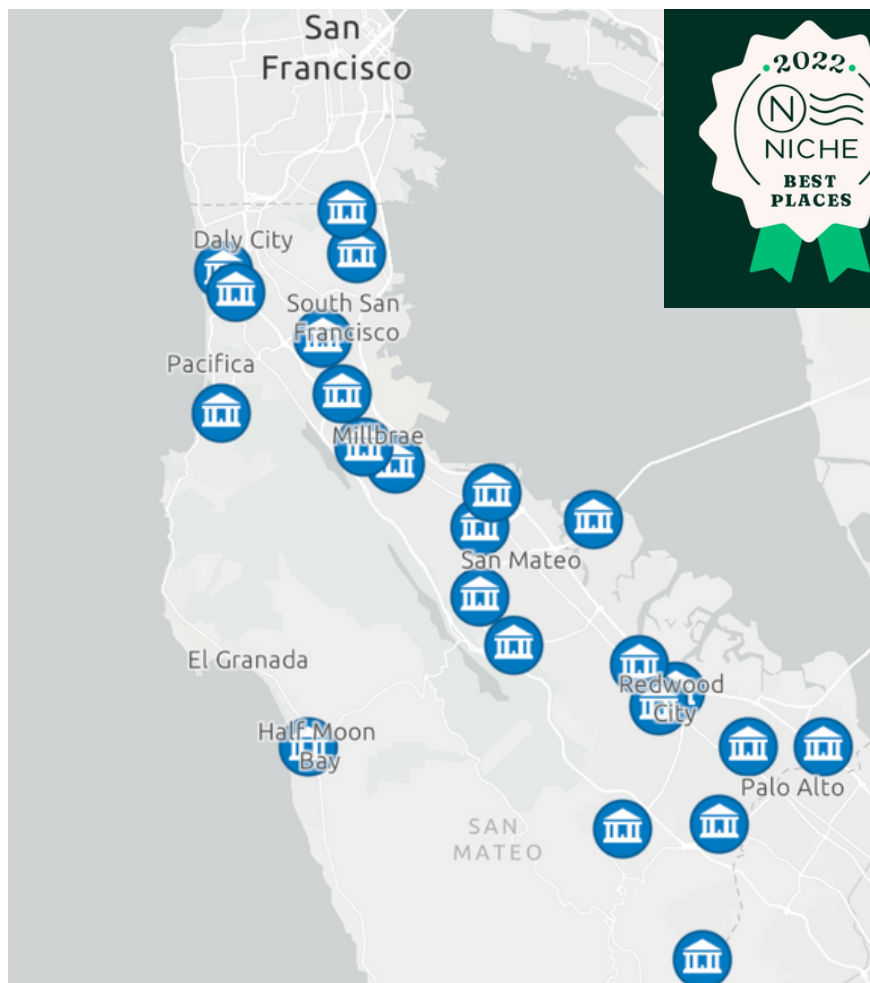 San
Francisco
2022
N
NICHE
BEST
PLACES
Daly City
South San
Francisco
Pacifica
Millbrae
San Mateo
El Granada
Redwood
City
Half Moon
Bay
Palo Alto
SAN
MATEO